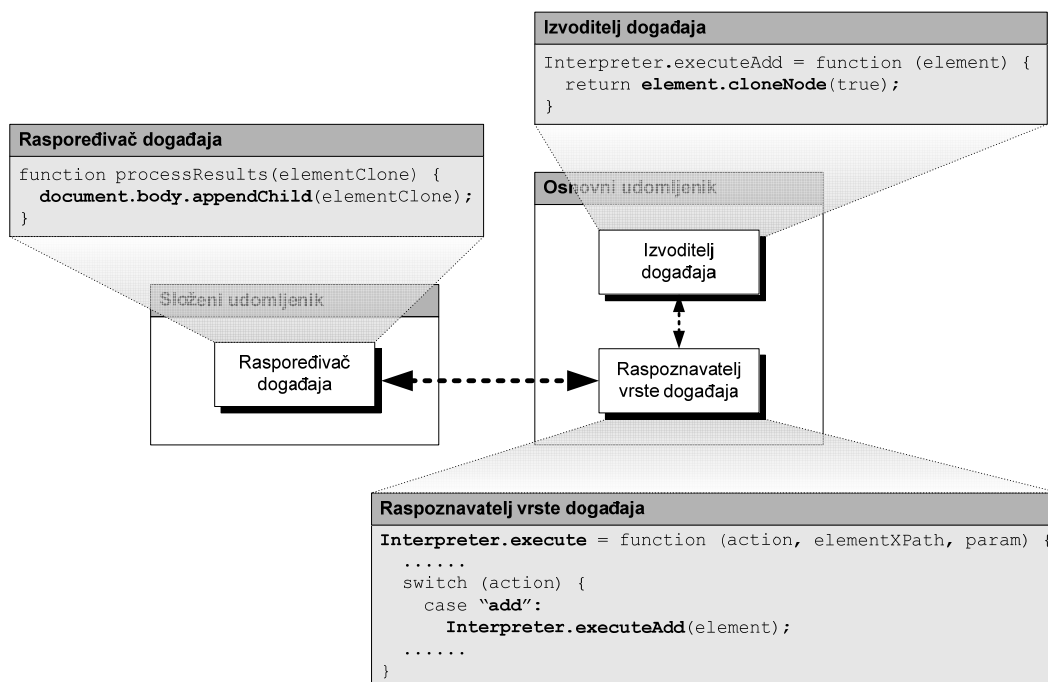 Izvoditelj događaja
Interpreter.executeAdd = function (element) {
return element.cloneNode(true);
}
Raspoređivač događaja
function processResults(elementClone) {
document.body.appendChild(elementClone);
}
Osnovni udomljenik
Izvoditelj
događaja
Složeni udomljenik
Raspoređivač
događaja
Raspoznavatelj
vrste događaja
Raspoznavatelj vrste događaja
Interpreter.execute = function (action, elementXPath, param) {
......
switch (action) {
case “add”:
Interpreter.executeAdd(element);
......
}